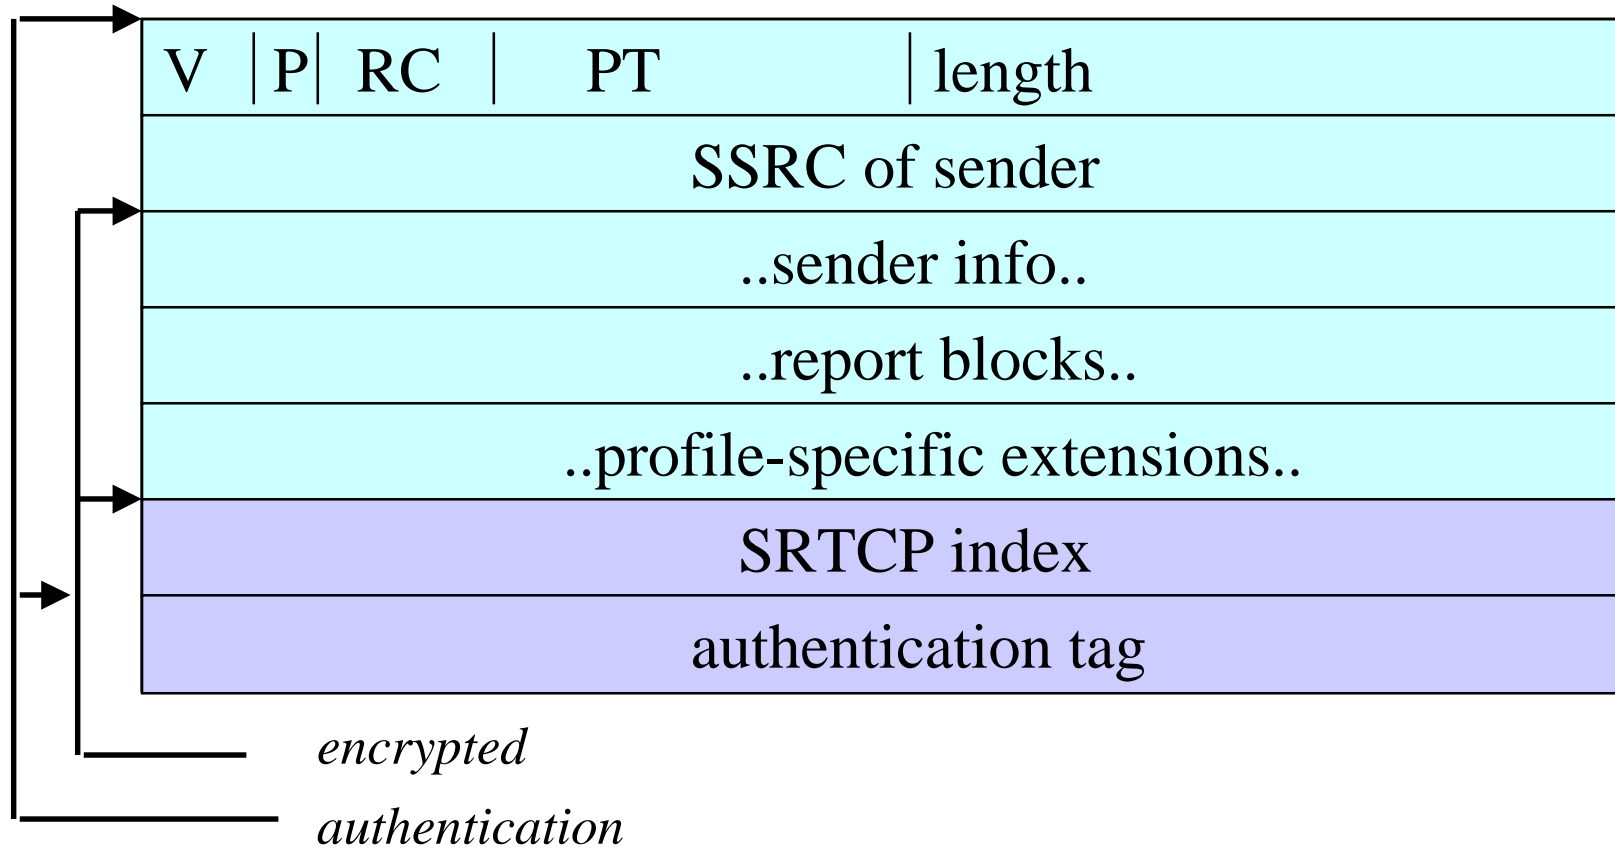 V P RC PT length
SSRC of sender
..sender info..
..report blocks..
..profile-specific extensions..
SRTCP index
authentication tag
encrypted
authentication